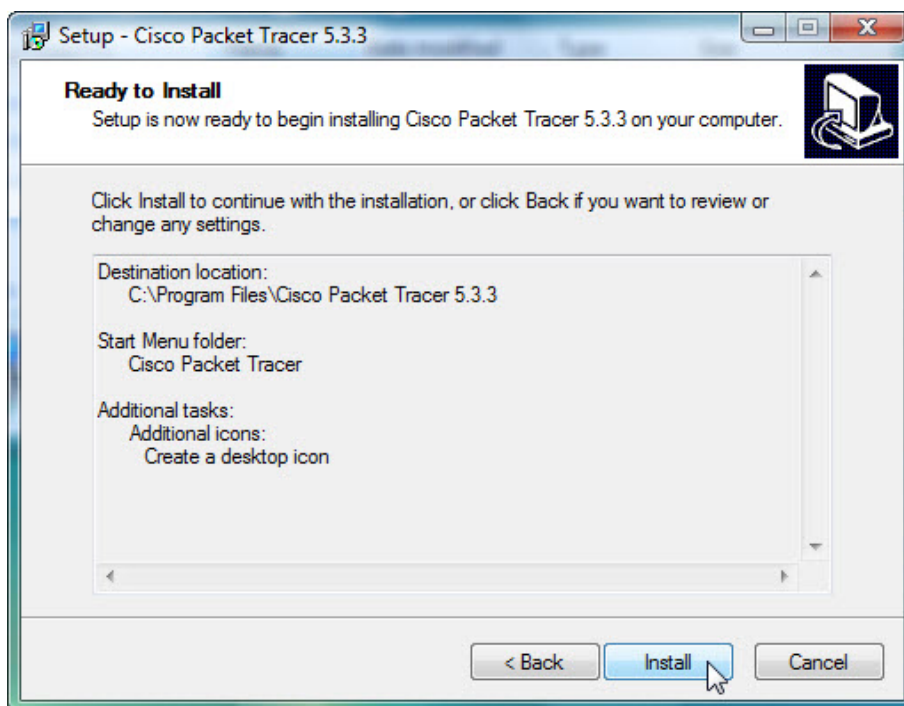 Setup - Cisco Packet Tracer 5.3.3
Ready to Install
Setup is now ready to begin installing Cisco Packet Tracer 5.3.3 on your computer.
Click Install to continue with the installation, or click Back if you want to review or
change any settings.
Destination location:
C:\Program Files\Cisco Packet Tracer 5.3.3
Start Menu folder:
Cisco Packet Tracer
Additional tasks:
Additional icons:
Create a desktop icon
< Back Install Cancel